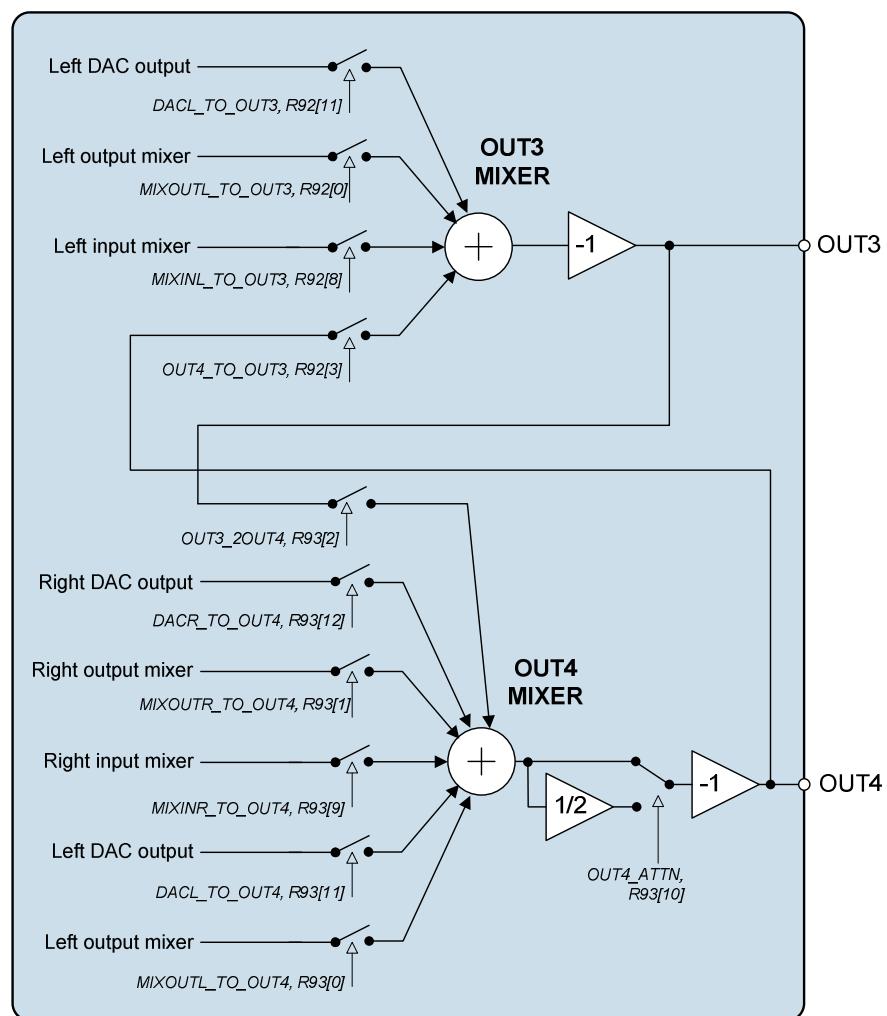 Left DAC output
DACL_TO_OUT3, R92[11]
Left output mixer
MIXOUTL_TO_OUT3, R92[0]
OUT3
MIXER
+
-1
OUT3
Left input mixer
MIXINL_TO_OUT3, R92[8]
OUT4_TO_OUT3, R92[3]
OUT3_2OUT4, R93[2]
Right DAC output
DACR_TO_OUT4, R93[12]
Right output mixer
MIXOUTR_TO_OUT4, R93[1]
OUT4
MIXER
+
-1
OUT4
Right input mixer
MIXINR_TO_OUT4, R93[9]
1/2
OUT4_ATTN,
R93[10]
Left DAC output
DACL_TO_OUT4, R93[11]
Left output mixer
MIXOUTL_TO_OUT4, R93[0]